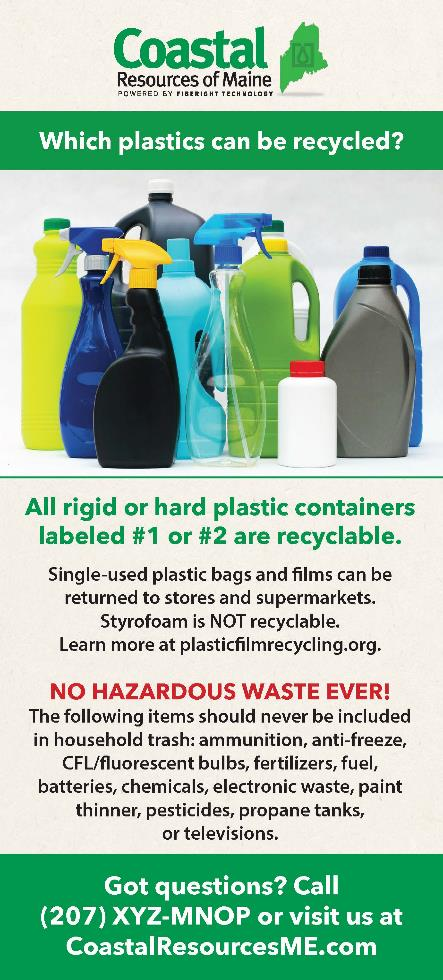 Coastal
Resources of Maine
POWERED BY FIBERIGHT TECHNOLOGY
Which plastics can be recycled?
All rigid or hard plastic containers
labeled #1 or #2 are recyclable.
Single-used plastic bags and films can be
returned to stores and supermarkets.
Styrofoam is NOT recyclable.
Learn more at plasticfilmrecycling.org.
NO HAZARDOUS WASTE EVER!
The following items should never be included
in household trash: ammunition, anti-freeze,
CFL/fluorescent bulbs, fertilizers, fuel,
batteries, chemicals, electronic waste, paint
thinner, pesticides, propane tanks,
or televisions.
Got questions? Call
(207) XYZ-MNOP or visit us at
CoastalResourcesME.com